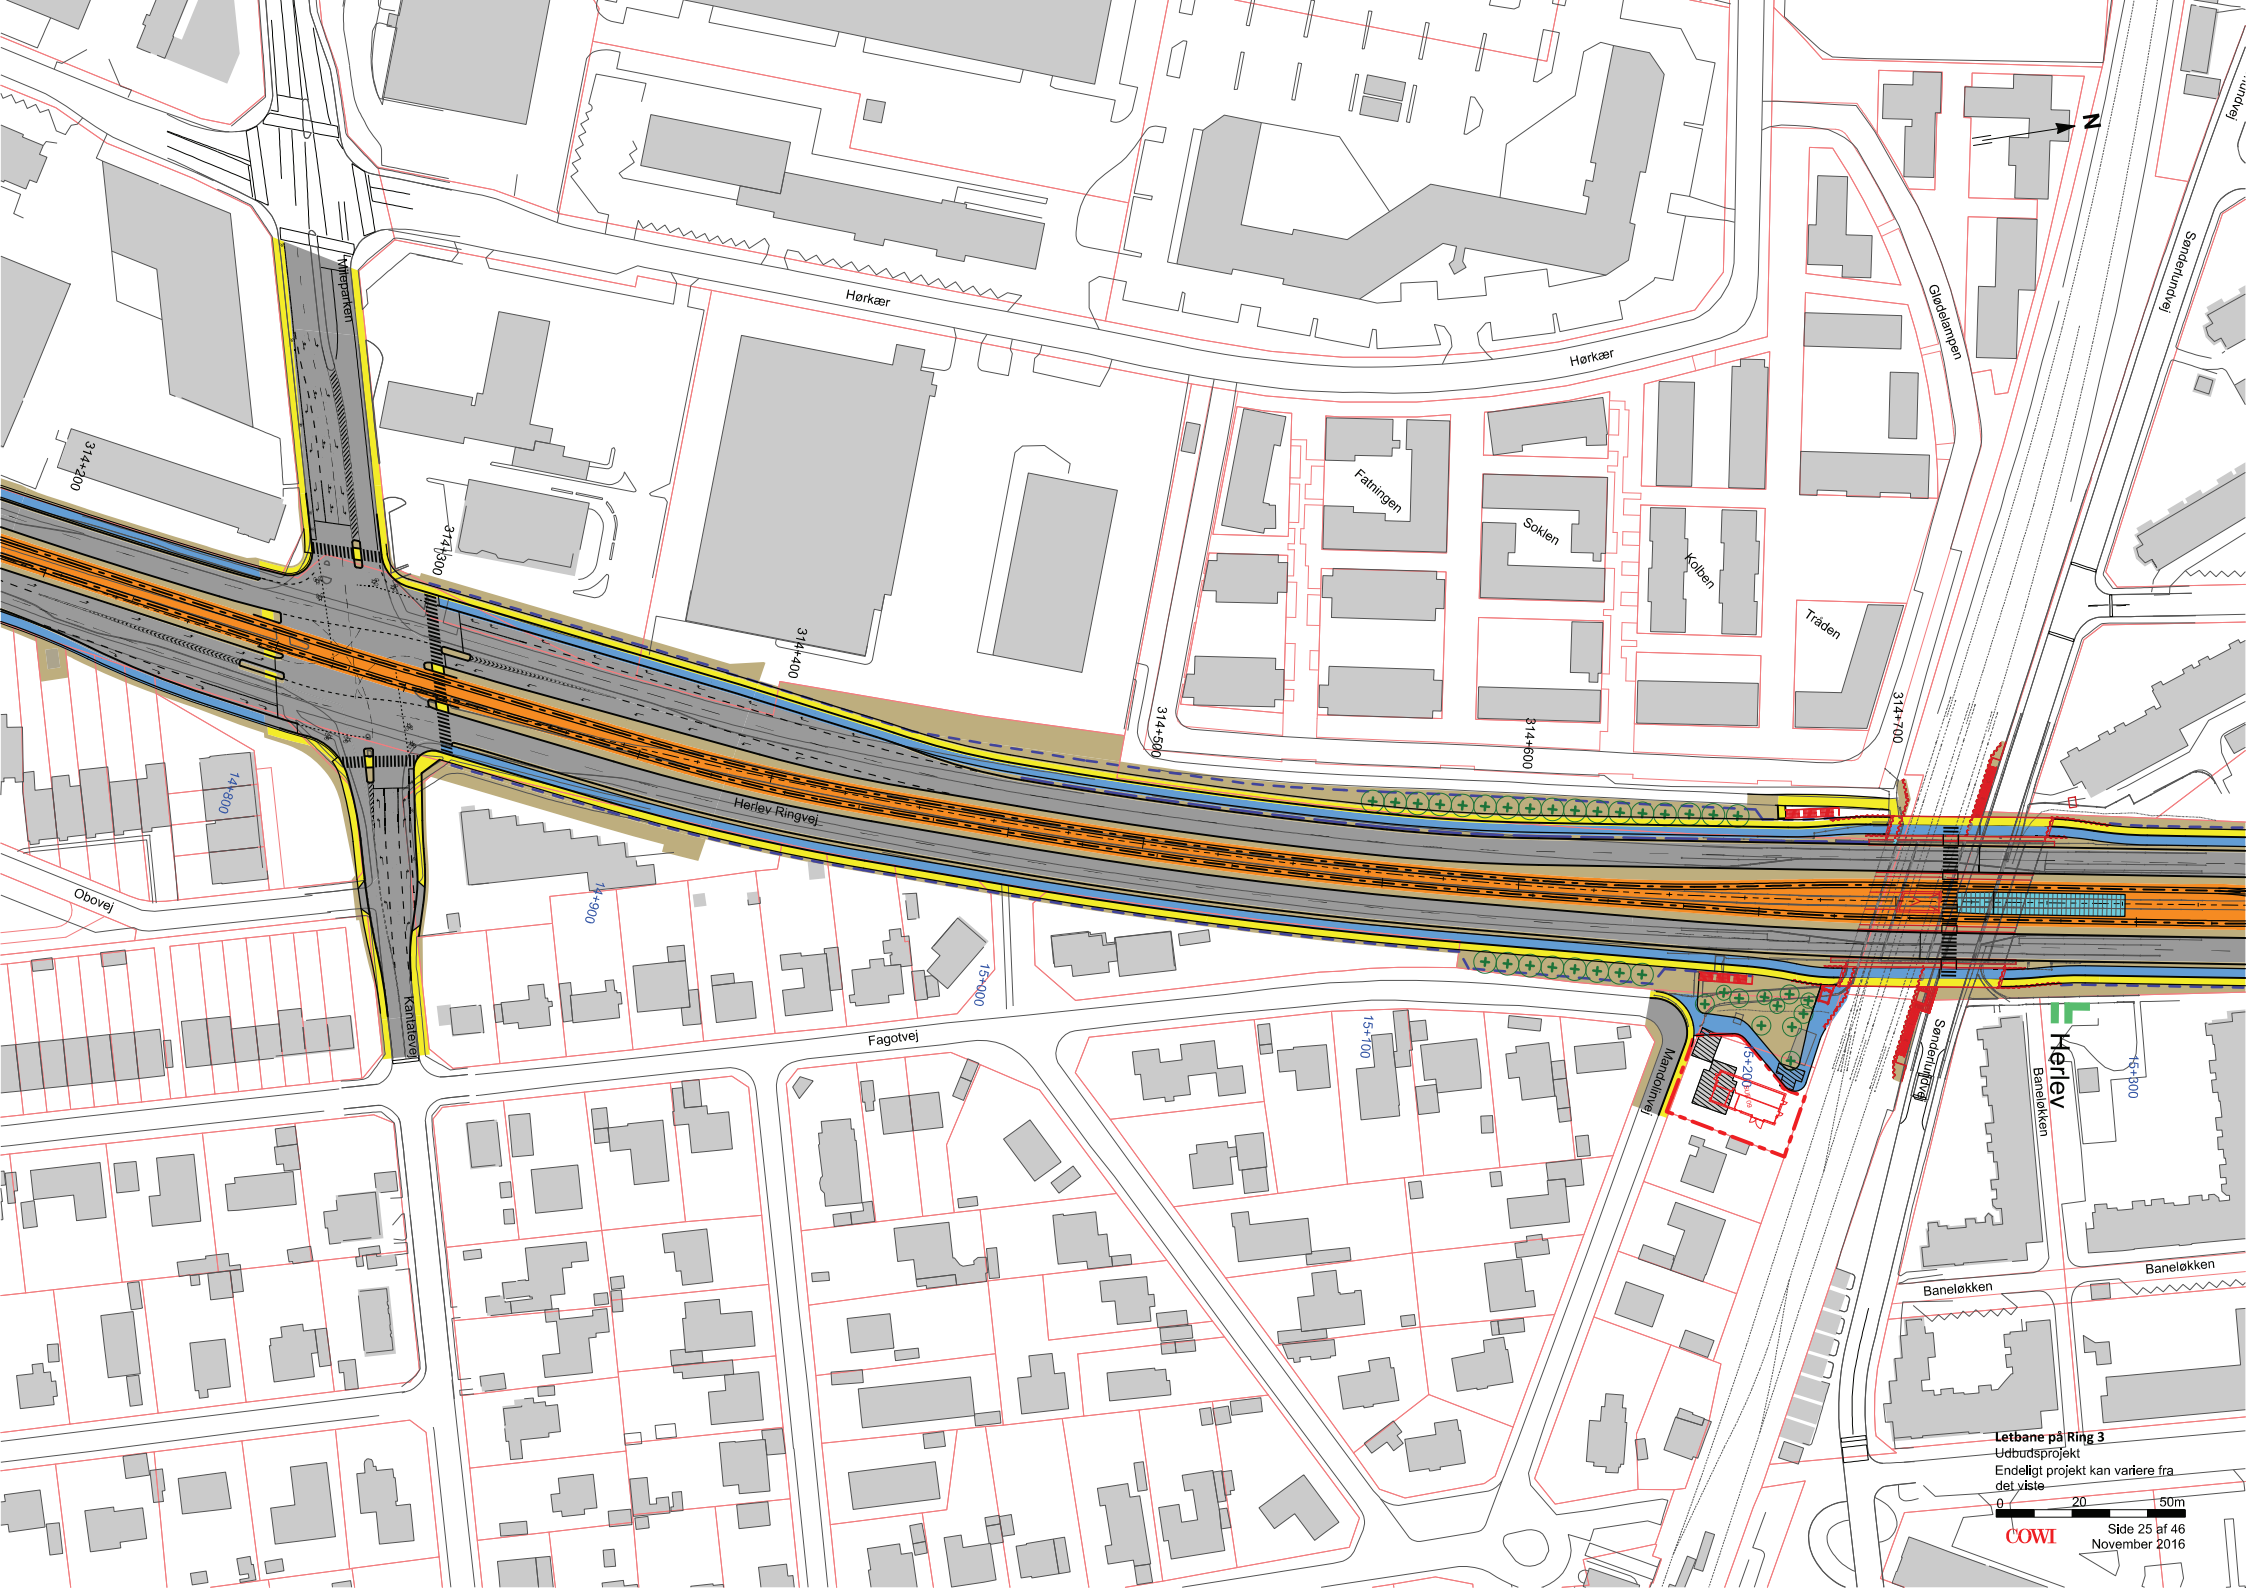 N
Sønderlundvej
Mileparken
Hørkær
Hørkær
Glødelampen
314+200
314+300
314+400
314+500
314+600
314+700
Fatningen
Soklen
Kolben
Tråden
14+800
14+900
15+000
15+100
15+200
15+300
Herlev Ringvej
Obovej
Kantatevej
Fagotvej
Mandolinvej
Sønderlundvej
Herlev
Baneløkken
Baneløkken
Baneløkken
Letbane på Ring 3
Udbudsprojekt
Endeligt projekt kan variere fra
det viste
0 20 50m
COWI
Side 25 af 46
November 2016